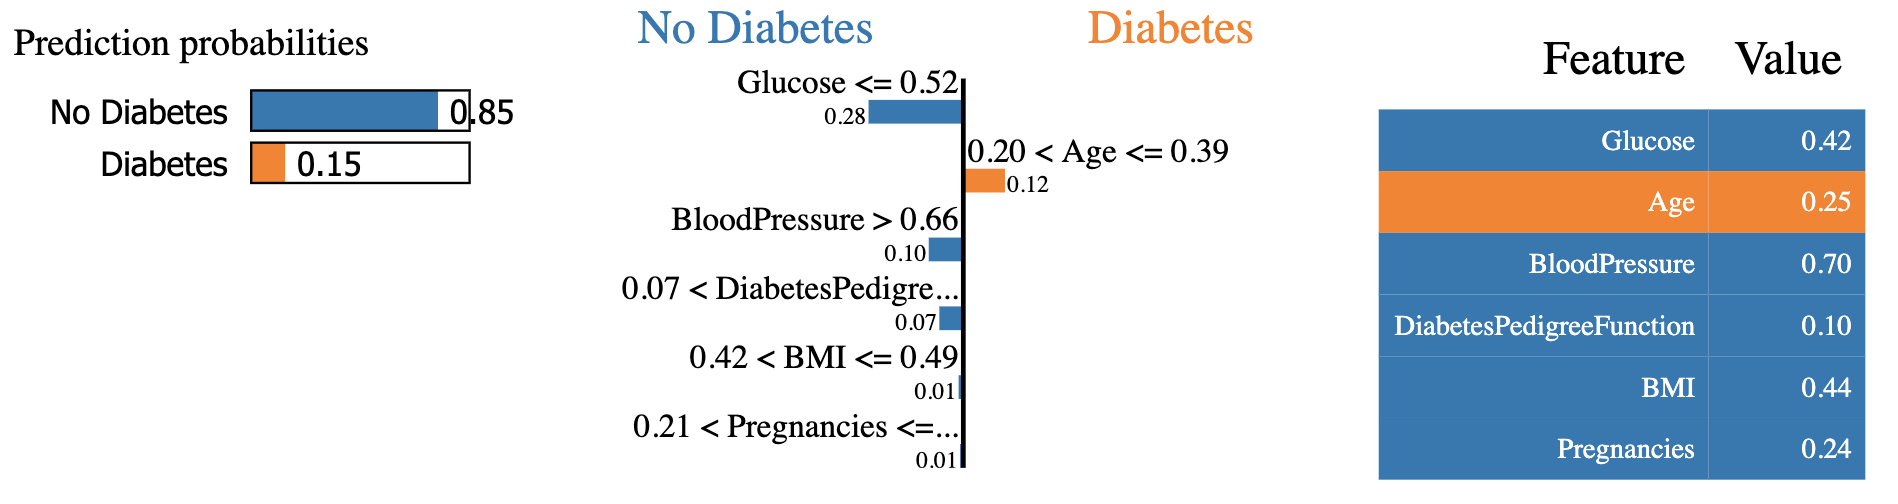 Prediction probabilities
No Diabetes 0.85
Diabetes 0.15
No Diabetes Diabetes
Glucose <= 0.52
0.28
0.20 < Age <= 0.39
0.12
BloodPressure > 0.66
0.10
0.07 < DiabetesPedigre...
0.07
0.42 < BMI <= 0.49
0.01
0.21 < Pregnancies <=...
0.01
Feature Value
Glucose 0.42
Age 0.25
BloodPressure 0.70
DiabetesPedigreeFunction 0.10
BMI 0.44
Pregnancies 0.24